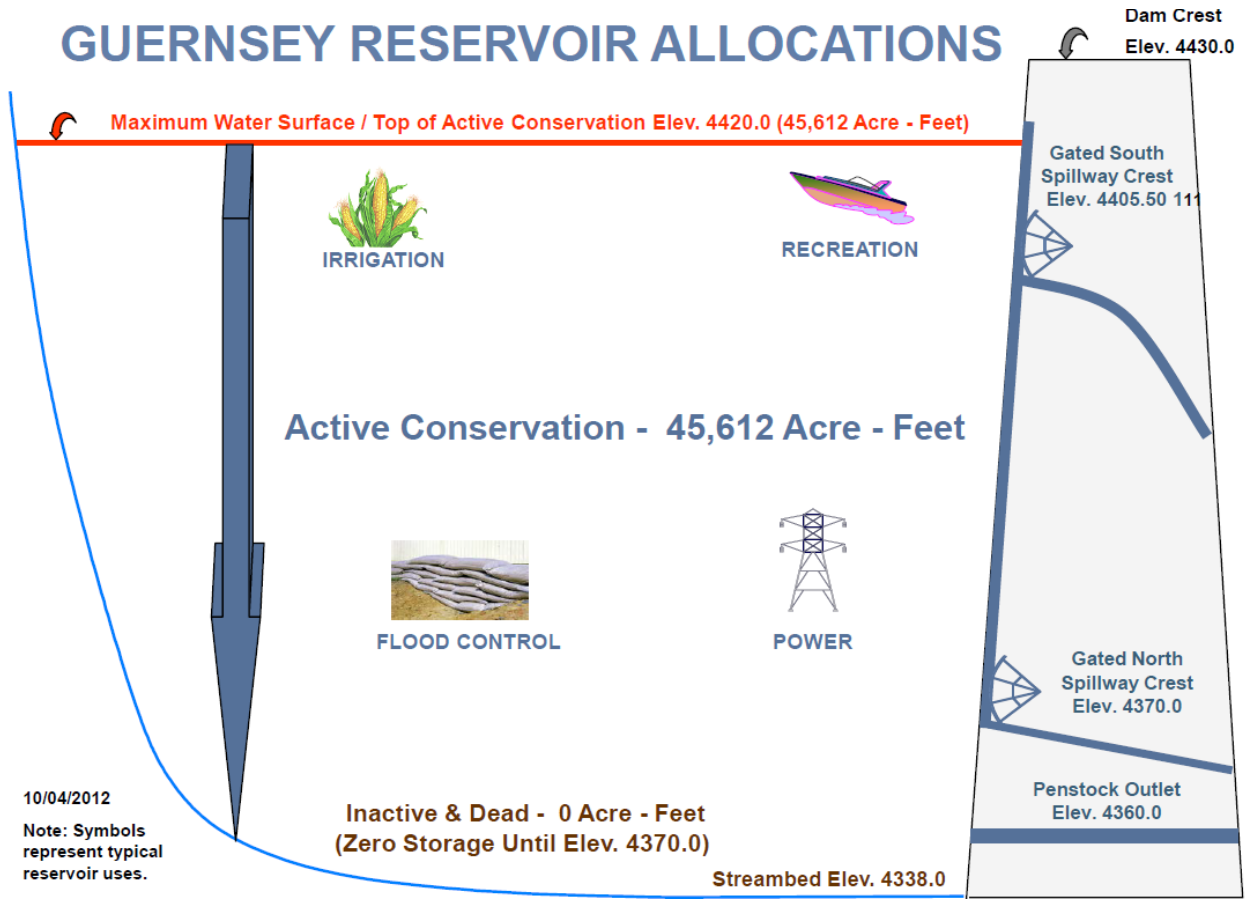 GUERNSEY RESERVOIR ALLOCATIONS
Dam Crest
Elev. 4430.0
Maximum Water Surface / Top of Active Conservation Elev. 4420.0 (45,612 Acre - Feet)
Gated South
Spillway Crest
Elev. 4405.50 111
IRRIGATION
RECREATION
Active Conservation - 45,612 Acre - Feet
FLOOD CONTROL
POWER
Gated North
Spillway Crest
Elev. 4370.0
Penstock Outlet
Elev. 4360.0
10/04/2012
Note: Symbols
represent typical
reservoir uses.
Inactive & Dead - 0 Acre - Feet
(Zero Storage Until Elev. 4370.0)
Streambed Elev. 4338.0